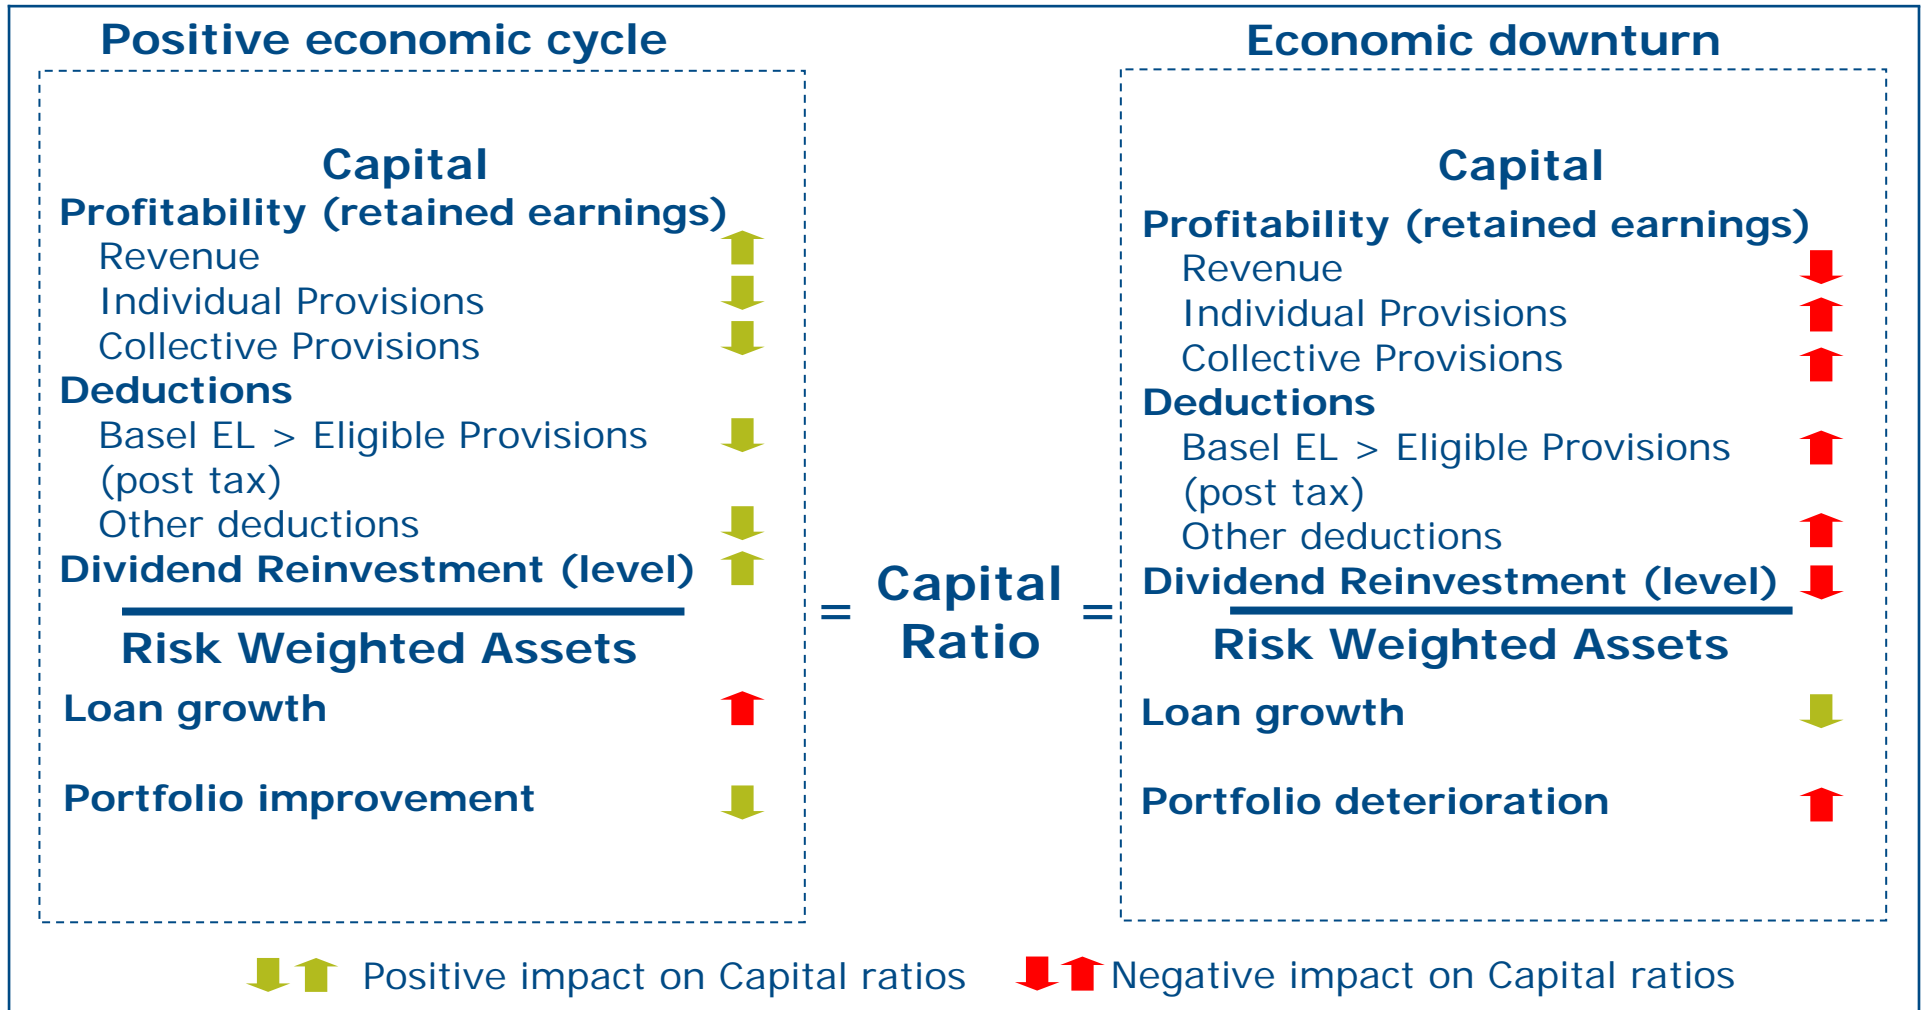 Positive economic cycle
Capital
Profitability (retained earnings)
Revenue
Individual Provisions
Collective Provisions
Deductions
Basel EL > Eligible Provisions
(post tax)
Other deductions
Dividend Reinvestment (level)
Risk Weighted Assets
Loan growth
Portfolio improvement
= Capital =
Ratio
Economic downturn
Capital
Profitability (retained earnings)
Revenue
Individual Provisions
Collective Provisions
Deductions
Basel EL > Eligible Provisions
(post tax)
Other deductions
Dividend Reinvestment (level)
Risk Weighted Assets
Loan growth
Portfolio deterioration
Positive impact on Capital ratios
Negative impact on Capital ratios